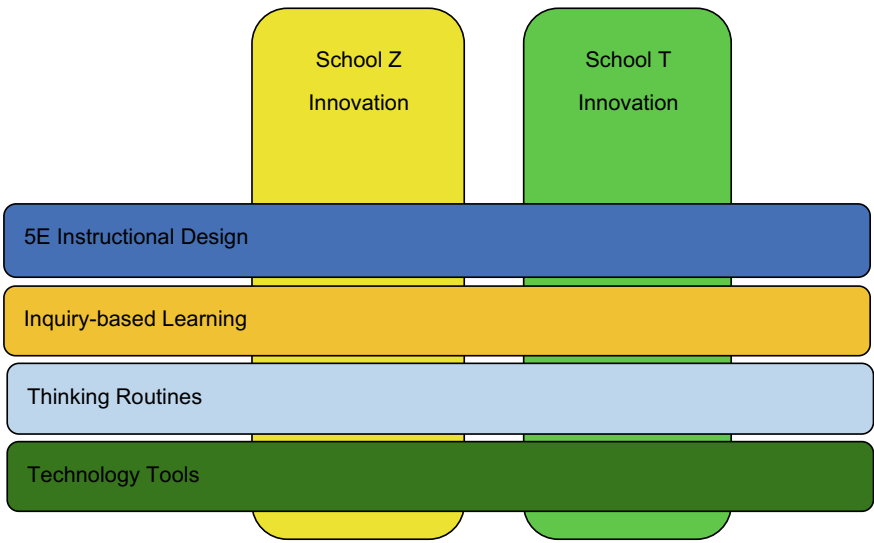 School Z
Innovation
School T
Innovation
5E Instructional Design
Inquiry-based Learning
Thinking Routines
Technology Tools